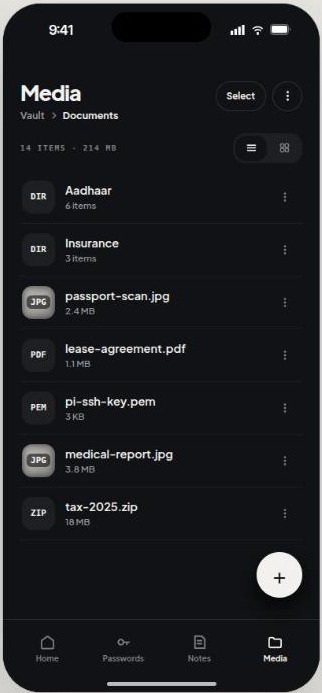 9:41
Media
Select
Vault > Documents
14 ITEMS · 214 MB
DIR
Aadhaar
6 items
DIR
Insurance
3 items
JPG
passport-scan.jpg
2.4 MB
PDF
lease-agreement.pdf
1.1 MB
PEM
pi-ssh-key.pem
3 KB
JPG
medical-report.jpg
3.8 MB
ZIP
tax-2025.zip
18 MB
+
Home
Passwords
Notes
Media